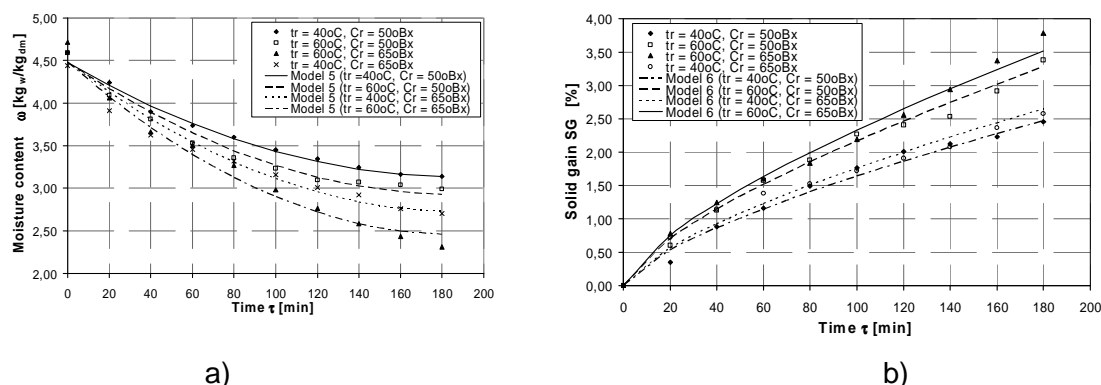 5,00
4,50
4,00
3,50
3,00
2,50
2,00
0 20 40 60 80 100 120 140 160 180 200
Moisture content ω [kgw/kgdm]
Time τ [min]
tr = 40oC, Cr = 50oBx
tr = 60oC, Cr = 50oBx
tr = 60oC, Cr = 65oBx
tr = 40oC, Cr = 65oBx
Model 5 (tr =40oC, Cr = 50oBx)
Model 5 (tr = 60oC, Cr = 50oBx)
Model 5 (tr = 40oC, Cr = 65oBx)
Model 5 (tr = 60oC, Cr = 65oBx)
a)
4,00
3,50
3,00
2,50
2,00
1,50
1,00
0,50
0,00
0 20 40 60 80 100 120 140 160 180 200
Solid gain SG [%]
Time τ [min]
tr = 40oC, Cr = 50oBx
tr = 60oC, Cr = 50oBx
tr = 60oC, Cr = 65oBx
tr = 40oC, Cr = 65oBx
Model 6 (tr = 40oC, Cr = 50oBx)
Model 6 (tr = 60oC, Cr = 50oBx)
Model 6 (tr = 40oC, Cr = 65oBx)
Model 6 (tr = 60oC, Cr = 65oBx)
b)